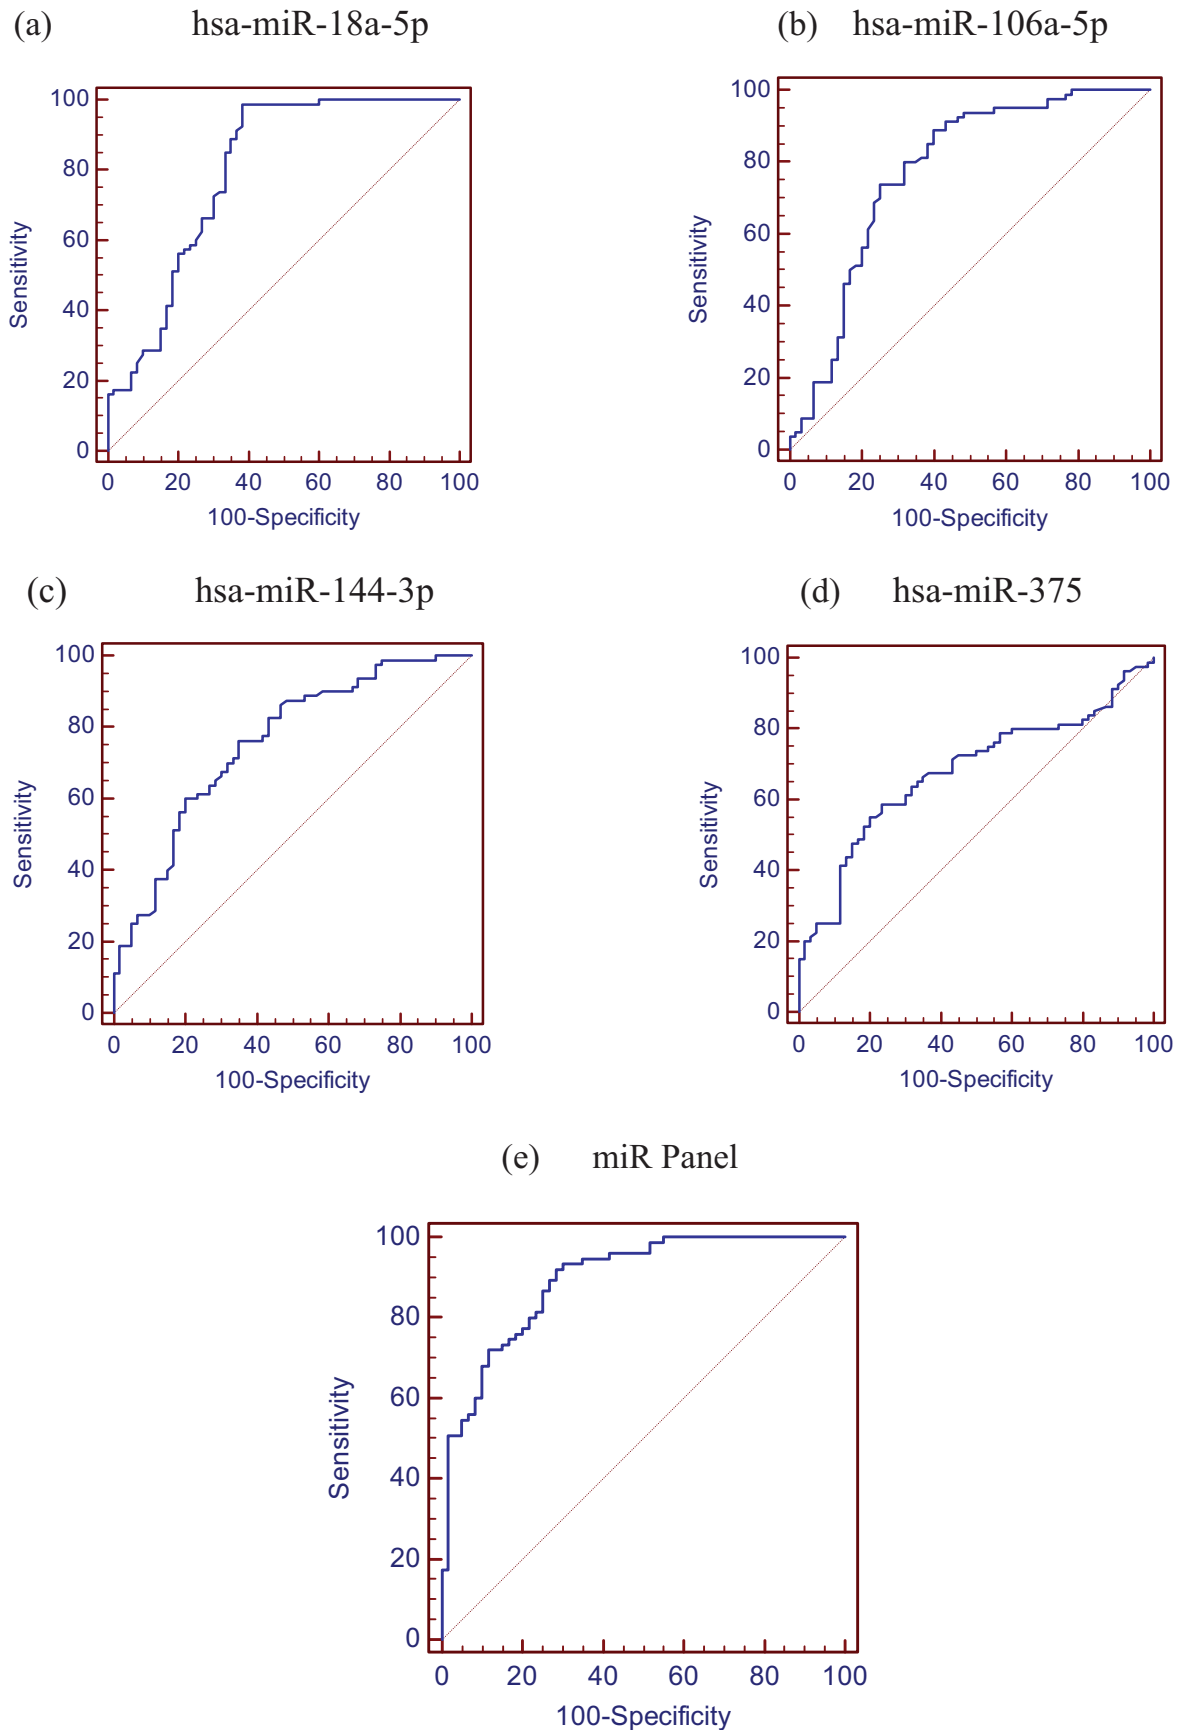 (a) hsa-miR-18a-5p
100
80
60
40
20
0
Sensitivity
0 20 40 60 80 100
100-Specificity
(b) hsa-miR-106a-5p
100
80
60
40
20
0
Sensitivity
0 20 40 60 80 100
100-Specificity
(c) hsa-miR-144-3p
100
80
60
40
20
0
Sensitivity
0 20 40 60 80 100
100-Specificity
(d) hsa-miR-375
100
80
60
40
20
0
Sensitivity
0 20 40 60 80 100
100-Specificity
(e) miR Panel
100
80
60
40
20
0
Sensitivity
0 20 40 60 80 100
100-Specificity